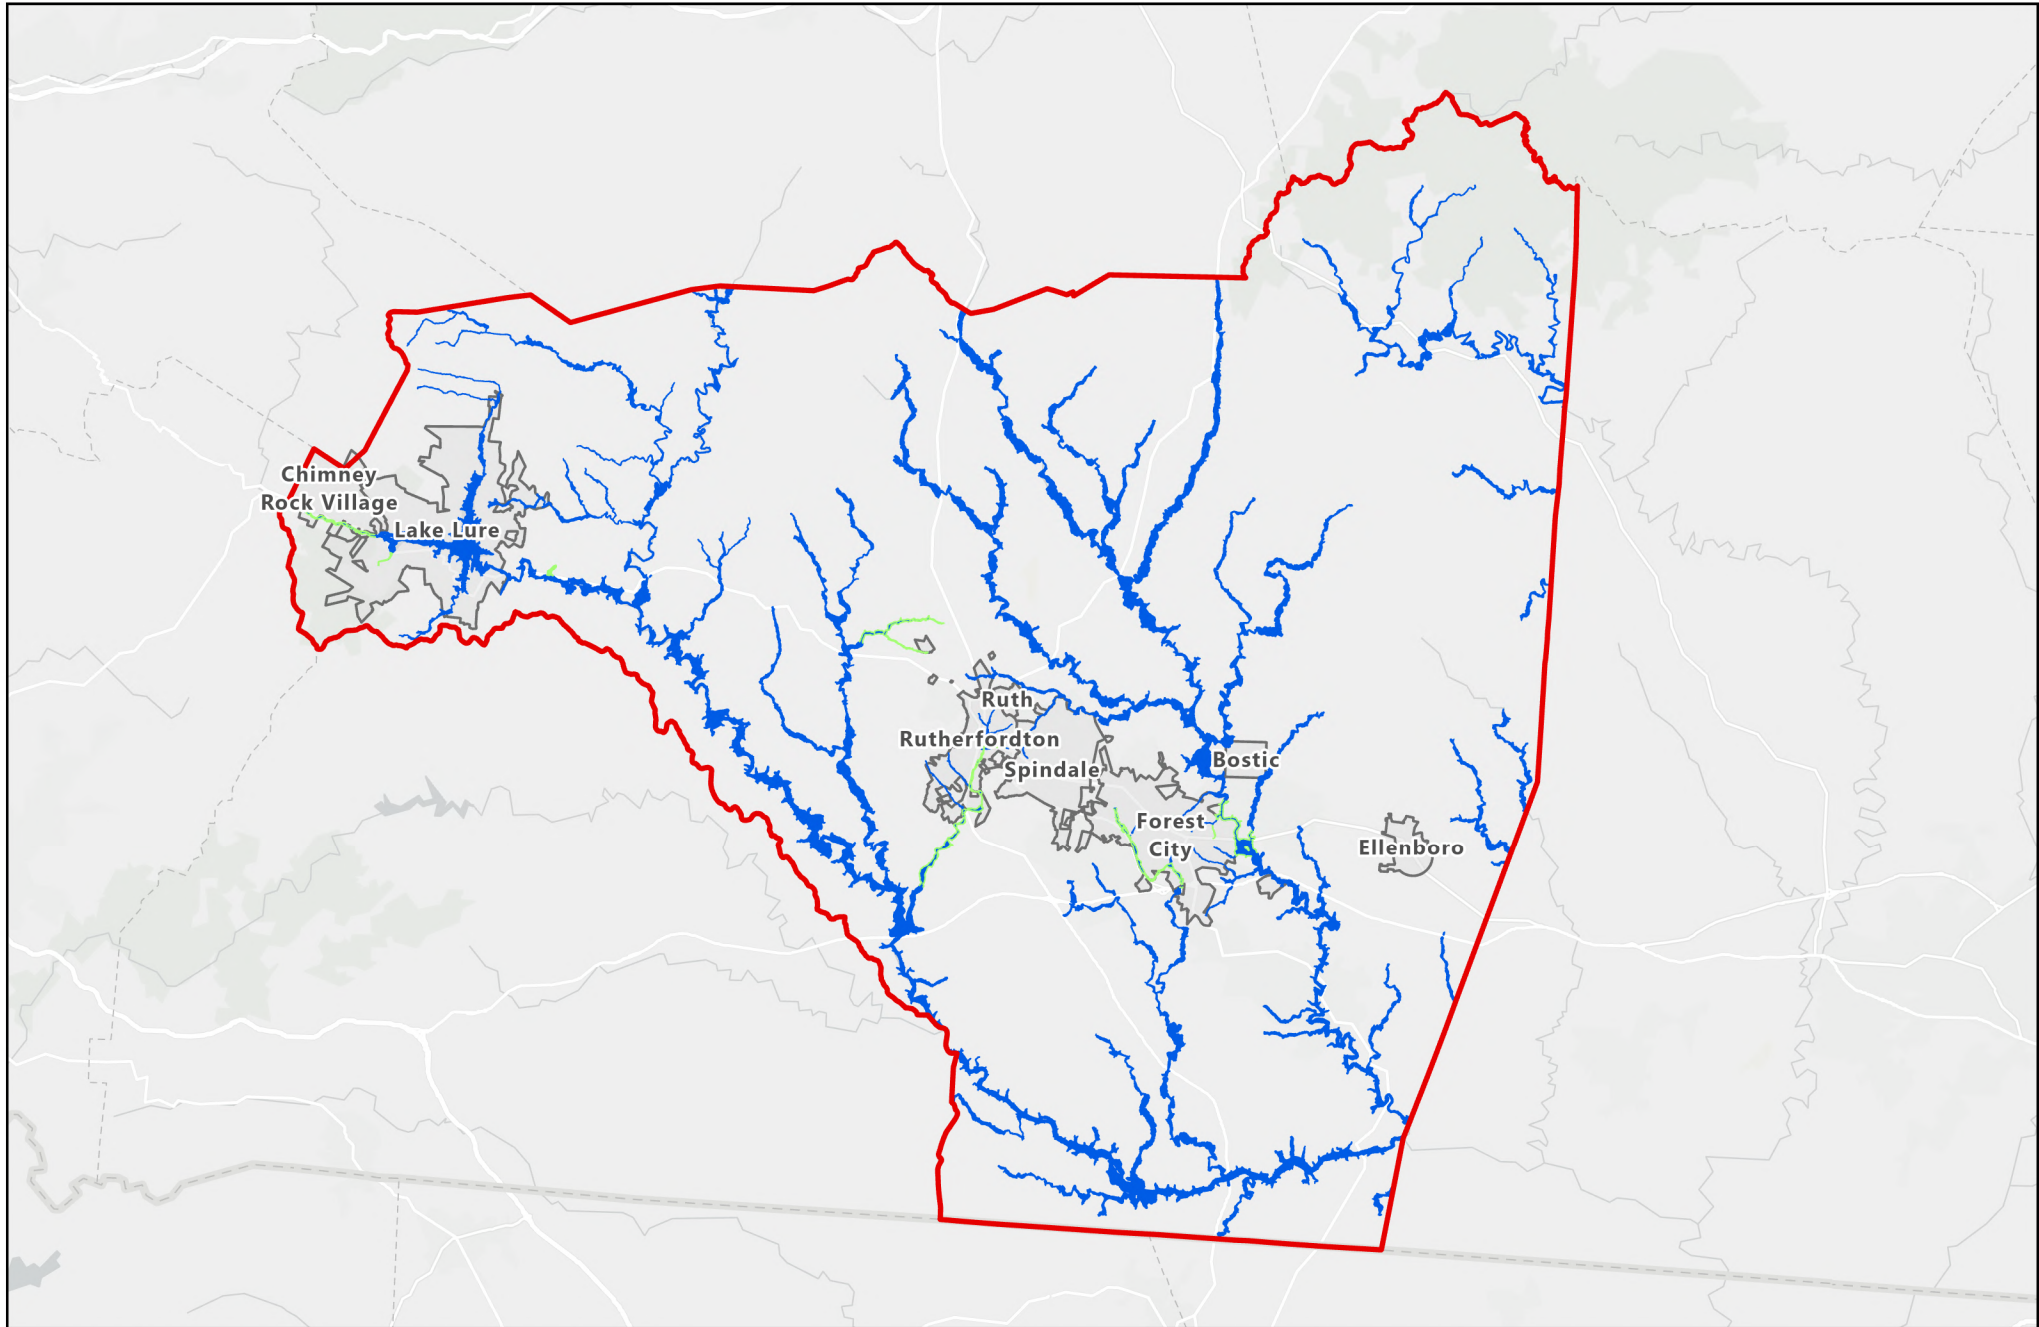 Chimney
Rock Village
Lake Lure
Ruth
Rutherfordton
Spindale
Bostic
Forest
City
Ellenboro